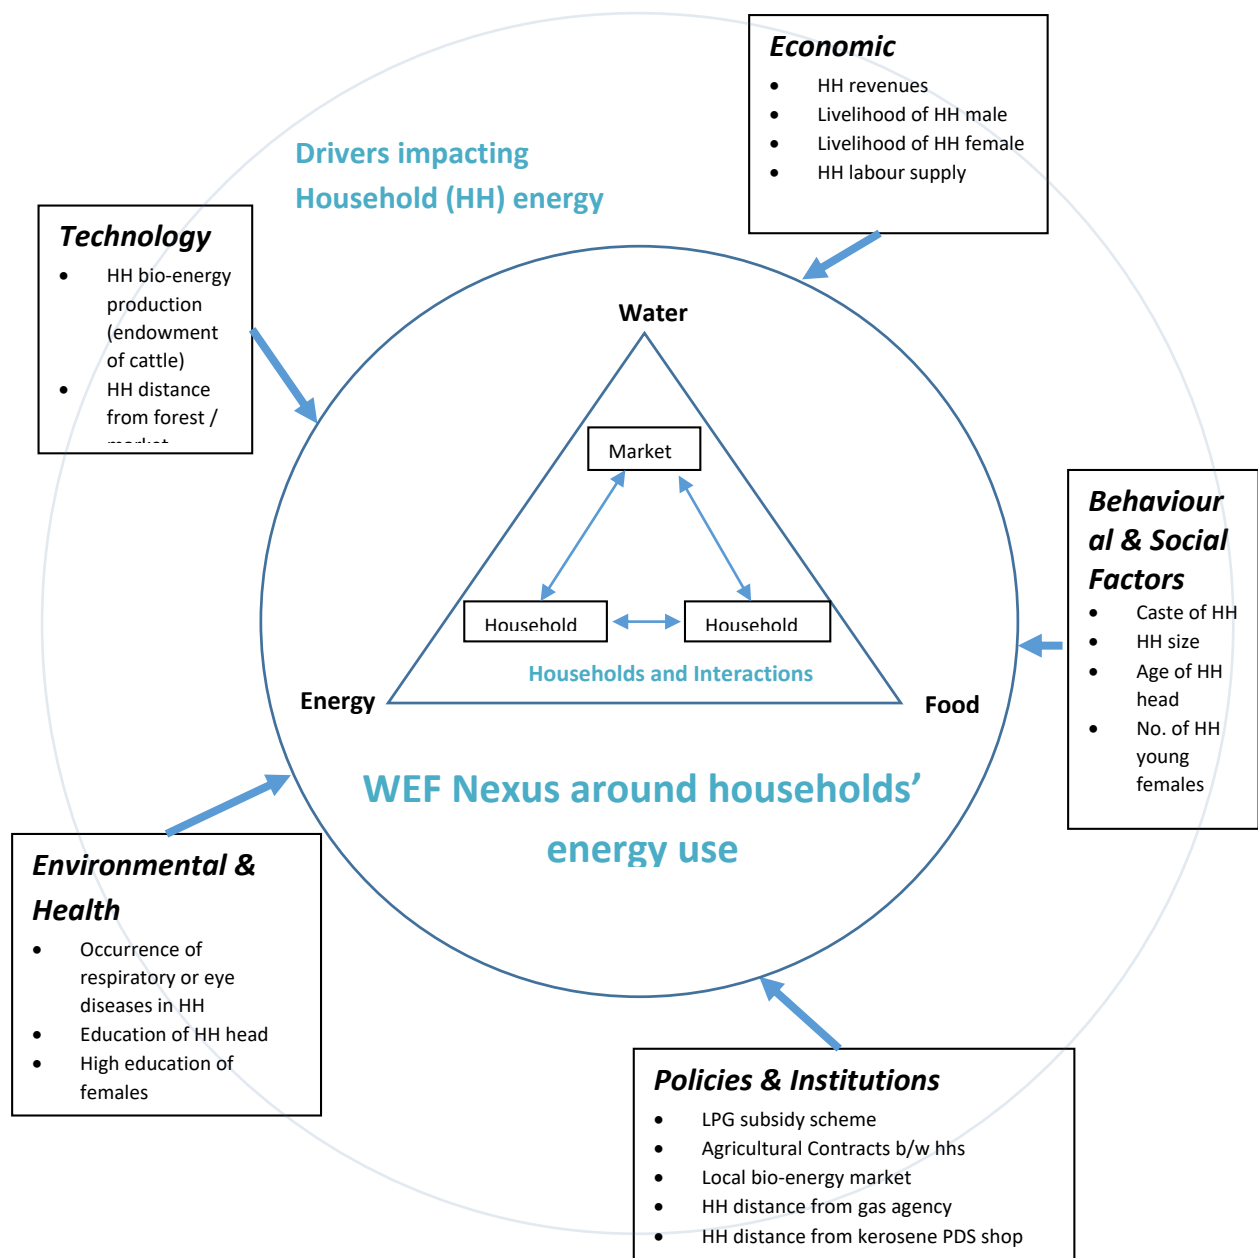 Economic
• HH revenues
• Livelihood of HH male
• Livelihood of HH female
• HH labour supply
Drivers impacting
Household (HH) energy
Technology
• HH bio-energy
production
(endowment
of cattle)
• HH distance
from forest /
market
Water
Market
Household
Household
Households and Interactions
Energy
Food
WEF Nexus around households’
energy use
Behaviour
al & Social
Factors
• Caste of HH
• HH size
• Age of HH
head
• No. of HH
young
females
Environmental &
Health
• Occurrence of
respiratory or eye
diseases in HH
• Education of HH head
• High education of
females
Policies & Institutions
• LPG subsidy scheme
• Agricultural Contracts b/w hhs
• Local bio-energy market
• HH distance from gas agency
• HH distance from kerosene PDS shop